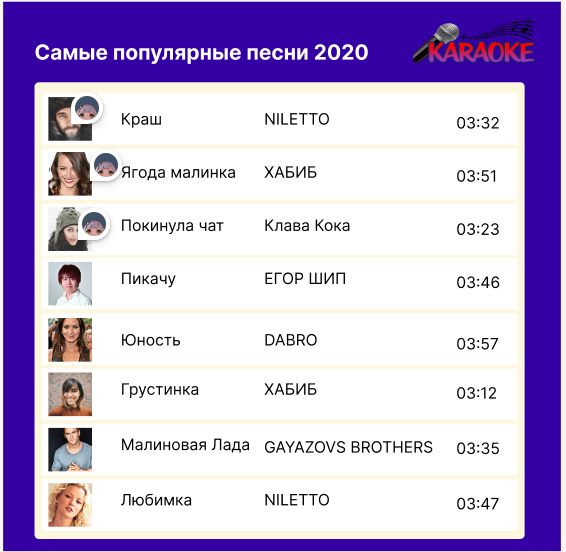 Самые популярные песни 2020
KARAOKE
Краш NILETTO 03:32
Ягода малинка ХАБИБ 03:51
Покинула чат Клава Кока 03:23
Пикачу ЕГОР ШИП 03:46
Юность DABRO 03:57
Грустинка ХАБИБ 03:12
Малиновая Лада GAYAZOVS BROTHERS 03:35
Любимка NILETTO 03:47